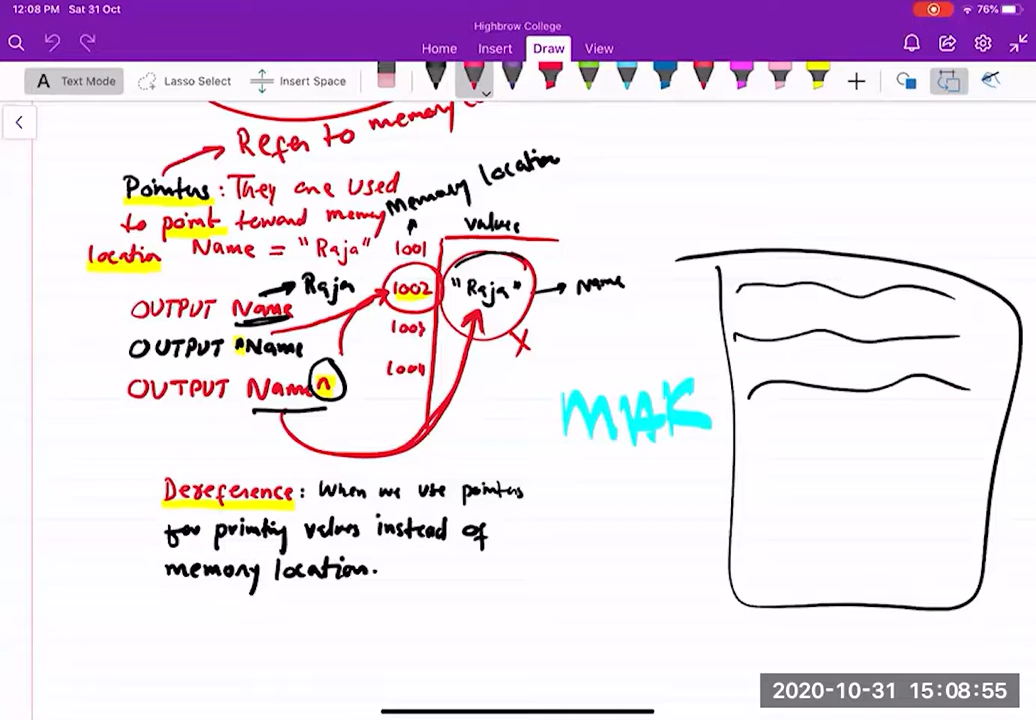 12:08 PM Sat 31 Oct
Highbrow College
76%
Home Insert Draw View
A Text Mode Lasso Select Insert Space
Refer to memory
Pointers : They are used
to point toward memory
location
memory location
values
Name = "Raja"
1001
OUTPUT Name → Raja
1002 "Raja" → Name
OUTPUT ^Name
1003
X
OUTPUT Name^
1004
MAK
Dereference : When we use pointers
for printing values instead of
memory location.
2020-10-31 15:08:55